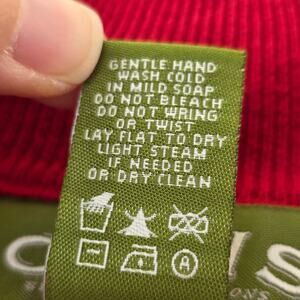 GENTLE HAND
WASH COLD
IN MILD SOAP
DO NOT BLEACH
DO NOT WRING
OR TWIST
LAY FLAT TO DRY
LIGHT STEAM
IF NEEDED
OR DRY CLEAN
A